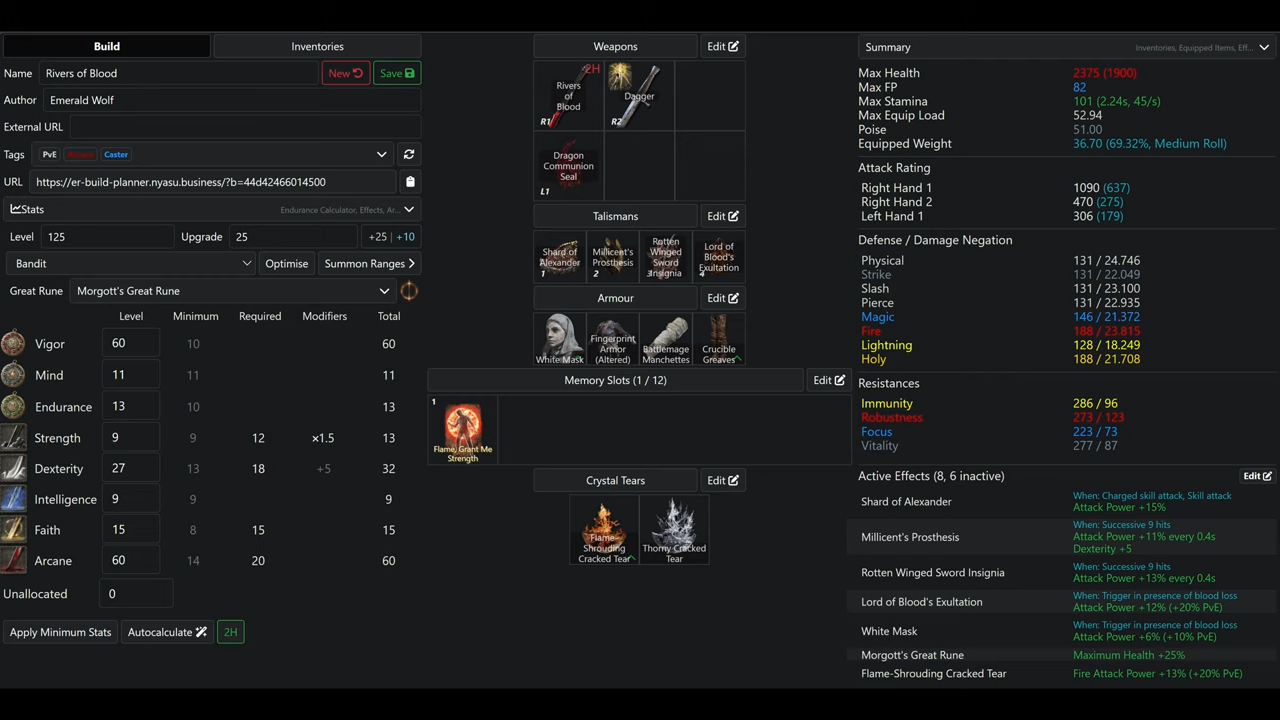 Build
Inventories
Name
Rivers of Blood
New
Save
Author
Emerald Wolf
External URL
Tags
PvE
Caster
URL
https://er-build-planner.nyasu.business/?b=44d42466014500
Stats
Endurance Calculator, Effects, Ar...
Level 125 Upgrade 25 +25 | +10
Bandit
Optimise
Summon Ranges
Great Rune
Morgott's Great Rune
Level Minimum Required Modifiers Total
Vigor 60 10 60
Mind 11 11 11
Endurance 13 10 13
Strength 9 9 12 ×1.5 13
Dexterity 27 13 18 +5 32
Intelligence 9 9 9
Faith 15 8 15 15
Arcane 60 14 20 60
Unallocated 0
Apply Minimum Stats
Autocalculate
2H
Weapons
Edit
2H
Rivers
of
Blood
R1
Dagger
R2
Dragon
Communion
Seal
L1
Talismans
Edit
Shard of
Alexander
1
Millicent's
Prosthesis
2
Rotten
Winged
Sword
Insignia
3
Lord of
Blood's
Exultation
4
Armour
Edit
White Mask
Fingerprint
Armor
(Altered)
Battlemage
Manchettes
Crucible
Greaves
Memory Slots (1 / 12)
Edit
1
Flame, Grant Me
Strength
Crystal Tears
Edit
Flame-
Shrouding
Cracked Tear
Thorny Cracked
Tear
Summary
Inventories, Equipped Items, Eff...
Max Health 2375 (1900)
Max FP 82
Max Stamina 101 (2.24s, 45/s)
Max Equip Load 52.94
Poise 51.00
Equipped Weight 36.70 (69.32%, Medium Roll)
Attack Rating
Right Hand 1 1090 (637)
Right Hand 2 470 (275)
Left Hand 1 306 (179)
Defense / Damage Negation
Physical 131 / 24.746
Strike 131 / 22.049
Slash 131 / 23.100
Pierce 131 / 22.935
Magic 146 / 21.372
Fire 188 / 23.815
Lightning 128 / 18.249
Holy 188 / 21.708
Resistances
Immunity 286 / 96
Robustness 273 / 123
Focus 223 / 73
Vitality 277 / 87
Active Effects (8, 6 inactive)
Edit
Shard of Alexander
When: Charged skill attack, Skill attack
Attack Power +15%
Millicent's Prosthesis
When: Successive 9 hits
Attack Power +11% every 0.4s
Dexterity +5
Rotten Winged Sword Insignia
When: Successive 9 hits
Attack Power +13% every 0.4s
Lord of Blood's Exultation
When: Trigger in presence of blood loss
Attack Power +12% (+20% PvE)
White Mask
When: Trigger in presence of blood loss
Attack Power +6% (+10% PvE)
Morgott's Great Rune
Maximum Health +25%
Flame-Shrouding Cracked Tear
Fire Attack Power +13% (+20% PvE)